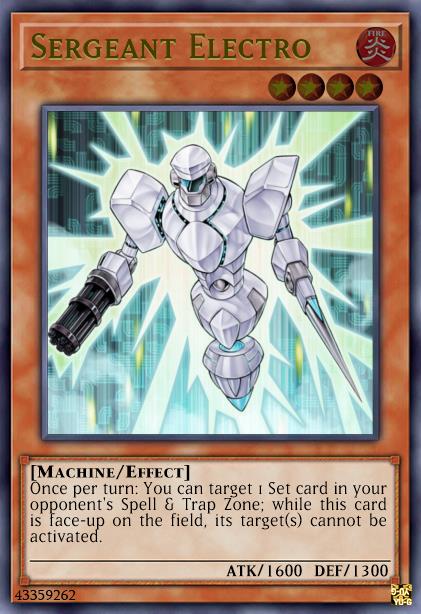 Sergeant Electro
FIRE
炎
[Machine/Effect]
Once per turn: You can target 1 Set card in your
opponent's Spell & Trap Zone; while this card
is face-up on the field, its target(s) cannot be
activated.
ATK/1600 DEF/1300
43359262